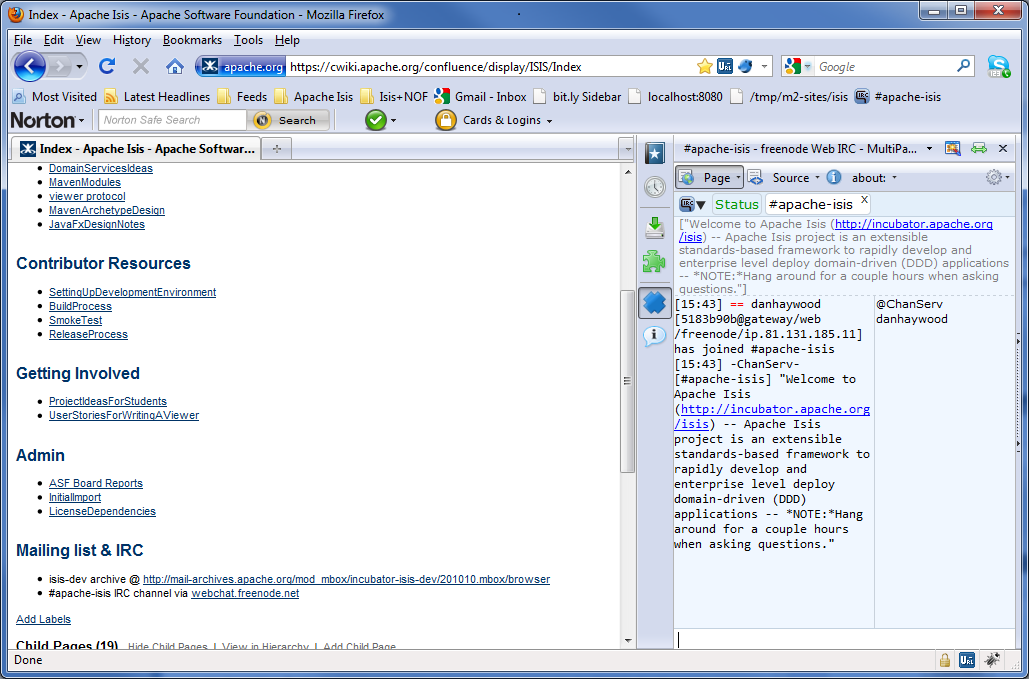 Index - Apache Isis - Apache Software Foundation - Mozilla Firefox
File Edit View History Bookmarks Tools Help
apache.org https://cwiki.apache.org/confluence/display/ISIS/Index
Google
Most Visited Latest Headlines Feeds Apache Isis Isis+NOF Gmail - Inbox bit.ly Sidebar localhost:8080 /tmp/m2-sites/isis #apache-isis
Norton Norton Safe Search Search Cards & Logins
Index - Apache Isis - Apache Softwar...
DomainServicesIdeas
MavenModules
viewer protocol
MavenArchetypeDesign
JavaFxDesignNotes
Contributor Resources
SettingUpDevelopmentEnvironment
BuildProcess
SmokeTest
ReleaseProcess
Getting Involved
ProjectIdeasForStudents
UserStoriesForWritingAViewer
Admin
ASF Board Reports
InitialImport
LicenseDependencies
Mailing list & IRC
isis-dev archive @ http://mail-archives.apache.org/mod_mbox/incubator-isis-dev/201010.mbox/browser
#apache-isis IRC channel via webchat.freenode.net
Add Labels
Child Pages (19) Hide Child Pages | View in Hierarchy | Add Child Page
#apache-isis - freenode Web IRC - MultiPa...
Page Source about:
IRC Status #apache-isis X
["Welcome to Apache Isis (http://incubator.apache.org
/isis) -- Apache Isis project is an extensible
standards-based framework to rapidly develop and
enterprise level deploy domain-driven (DDD) applications
-- *NOTE:*Hang around for a couple hours when asking
questions."]
[15:43] == danhaywood
[5183b90b@gateway/web
/freenode/ip.81.131.185.11]
has joined #apache-isis
[15:43] -ChanServ-
[#apache-isis] "Welcome to
Apache Isis
(http://incubator.apache.org
/isis) -- Apache Isis
project is an extensible
standards-based framework to
rapidly develop and
enterprise level deploy
domain-driven (DDD)
applications -- *NOTE:*Hang
around for a couple hours
when asking questions."
@ChanServ
danhaywood
Done